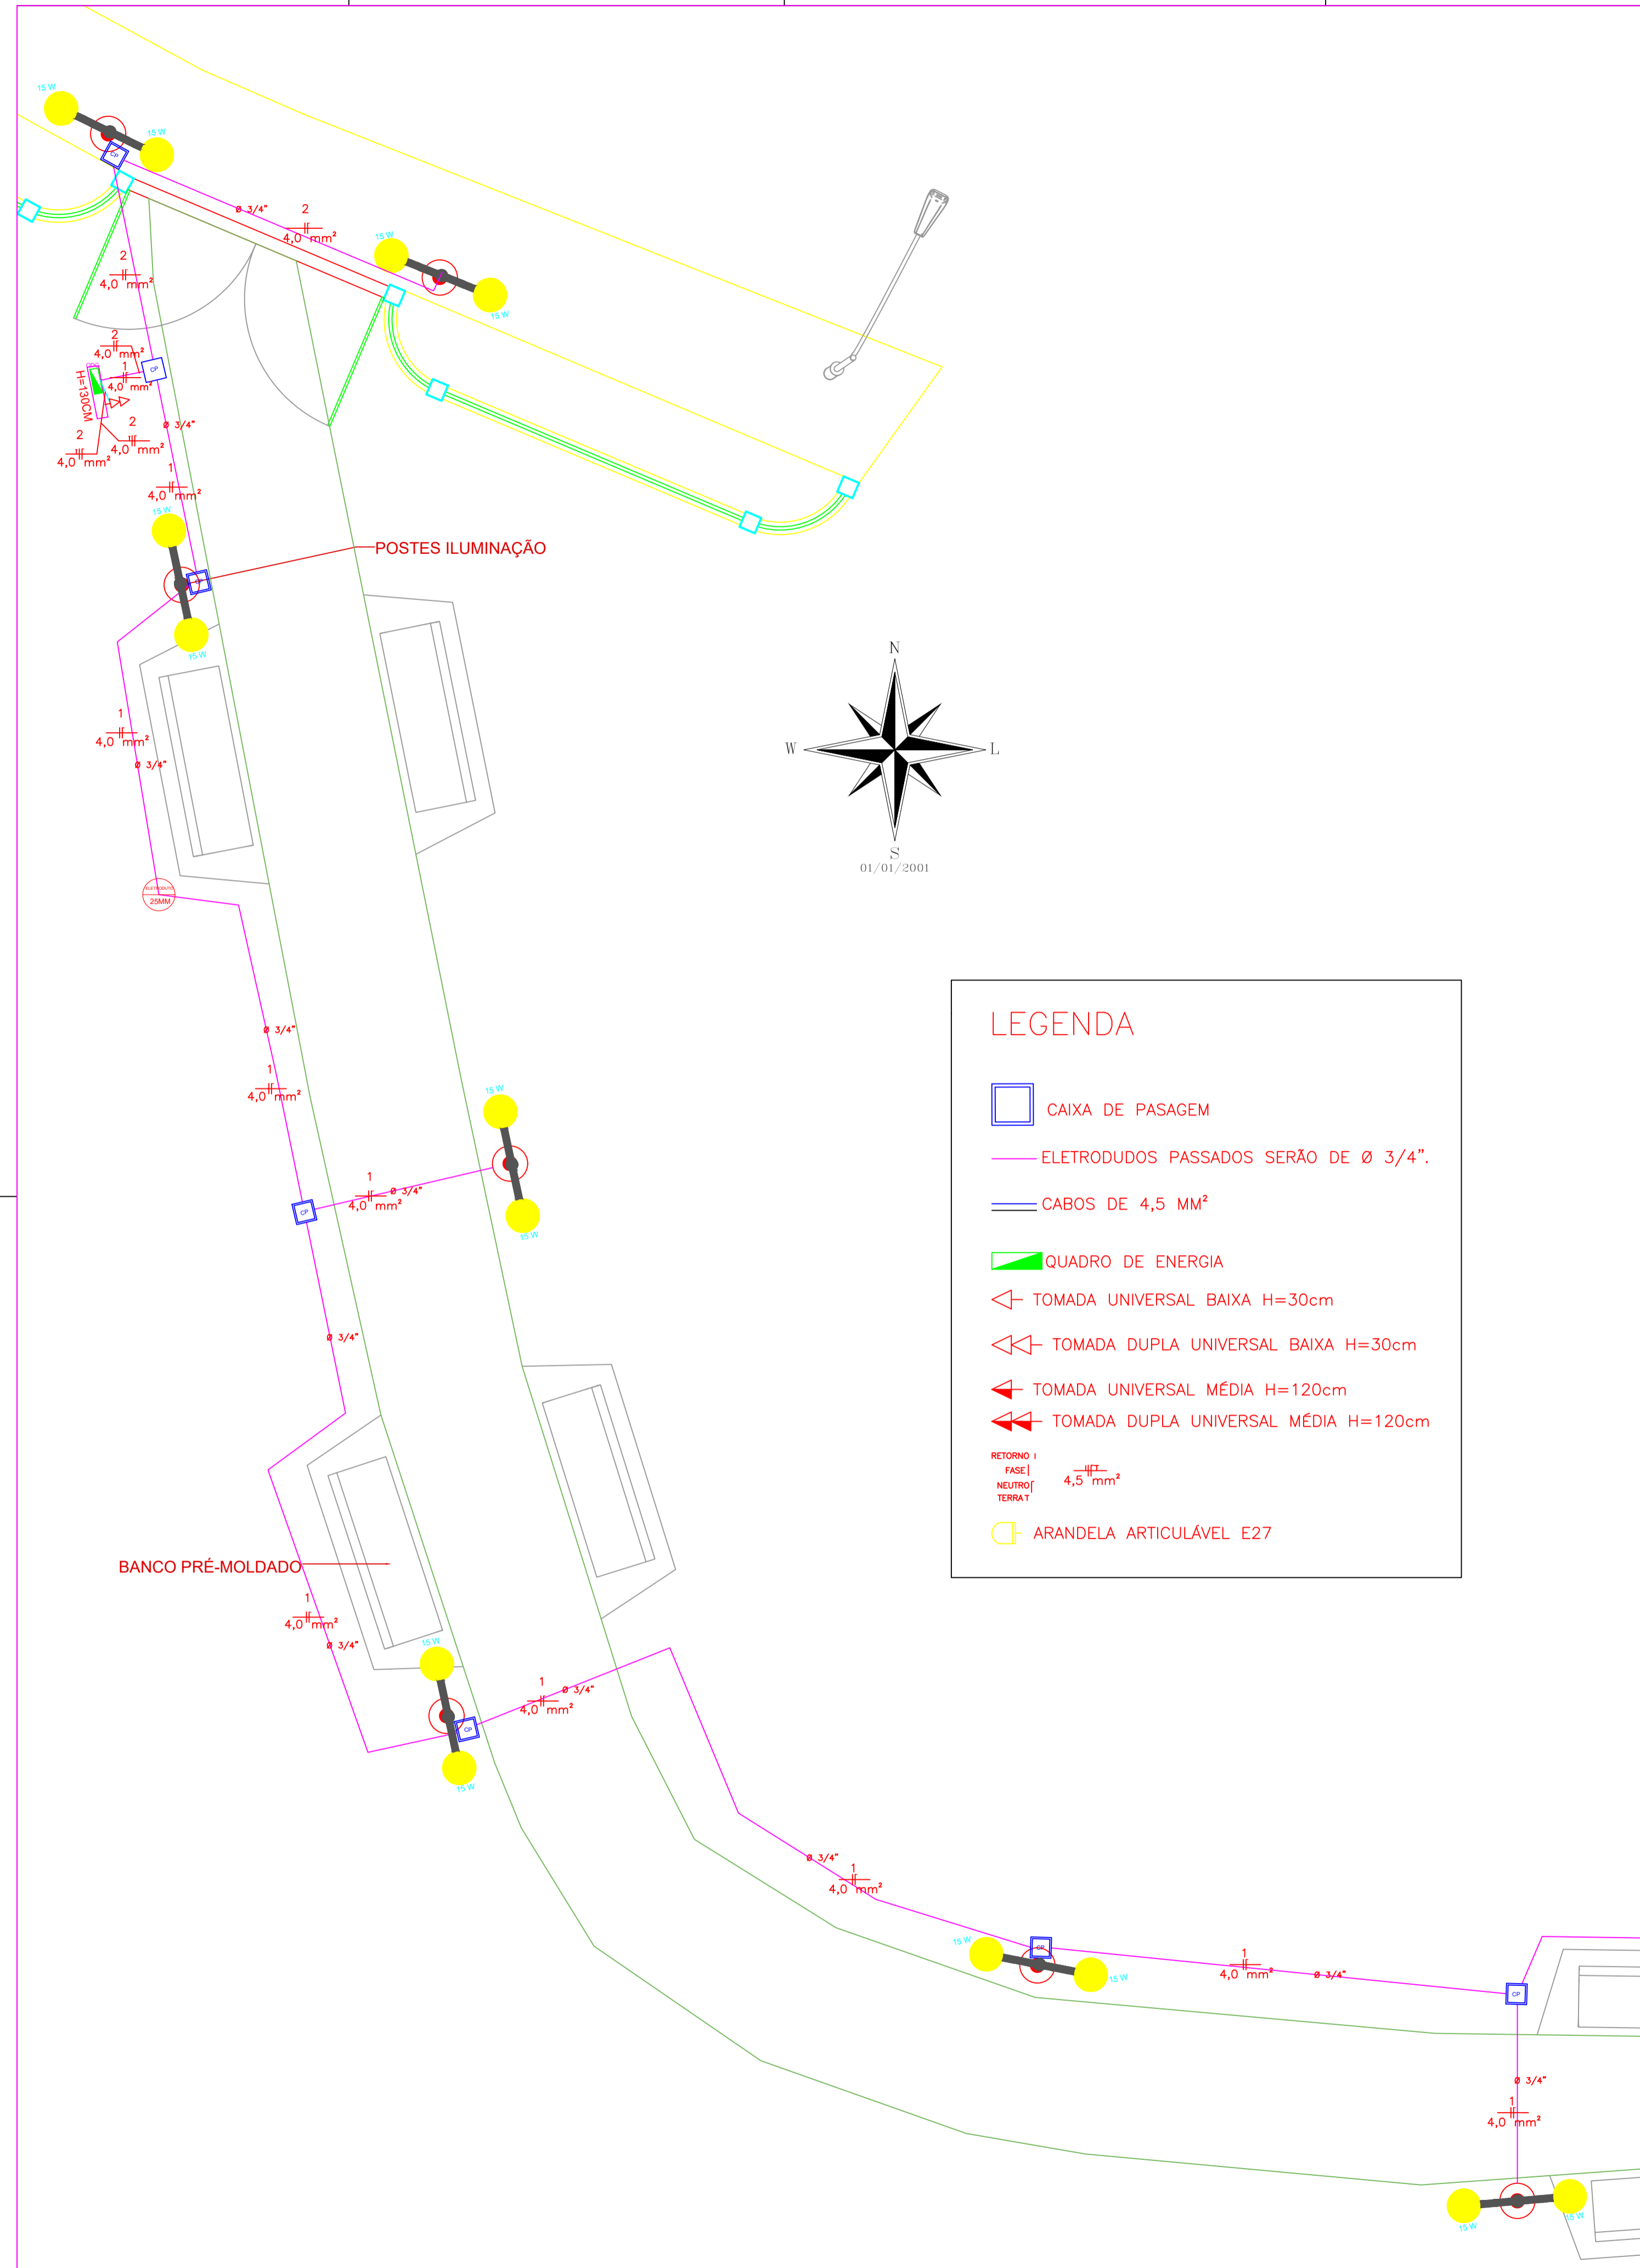 15 W
15 W
CP
Ø 3/4"
2
4,0 mm²
15 W
15 W
2
4,0 mm²
2
4,0 mm²
1
4,0 mm²
CP
H=130CM
2
4,0 mm²
2
4,0 mm²
Ø 3/4"
1
4,0 mm²
15 W
POSTES ILUMINAÇÃO
CP
15 W
1
4,0 mm²
Ø 3/4"
N
W
L
S
01/01/2001
ELETRODUTO
25MM
Ø 3/4"
1
4,0 mm²
15 W
1
4,0 mm²
Ø 3/4"
CP
15 W
LEGENDA
CAIXA DE PASAGEM
ELETRODUDOS PASSADOS SERÃO DE Ø 3/4".
CABOS DE 4,5 MM²
QUADRO DE ENERGIA
TOMADA UNIVERSAL BAIXA H=30cm
TOMADA DUPLA UNIVERSAL BAIXA H=30cm
TOMADA UNIVERSAL MÉDIA H=120cm
TOMADA DUPLA UNIVERSAL MÉDIA H=120cm
RETORNO
FASE
NEUTRO
TERRA
4,5 mm²
ARANDELA ARTICULÁVEL E27
Ø 3/4"
BANCO PRÉ-MOLDADO
1
4,0 mm²
Ø 3/4"
15 W
CP
15 W
1
4,0 mm²
Ø 3/4"
Ø 3/4"
1
4,0 mm²
15 W
CP
15 W
1
4,0 mm²
Ø 3/4"
CP
Ø 3/4"
1
4,0 mm²
15 W
15 W